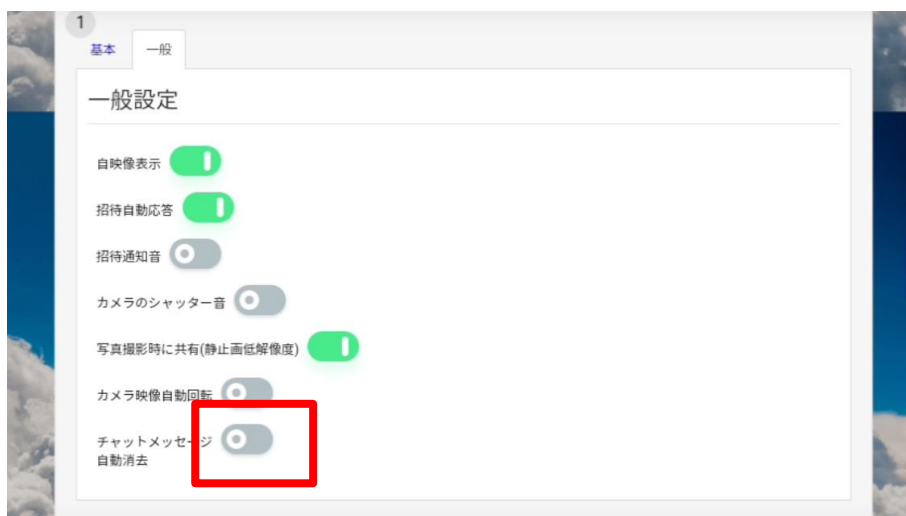 1
基本 一般
一般設定
自映像表示
招待自動応答
招待通知音
カメラのシャッター音
写真撮影時に共有(静止画低解像度)
カメラ映像自動回転
チャットメッセージ
自動消去